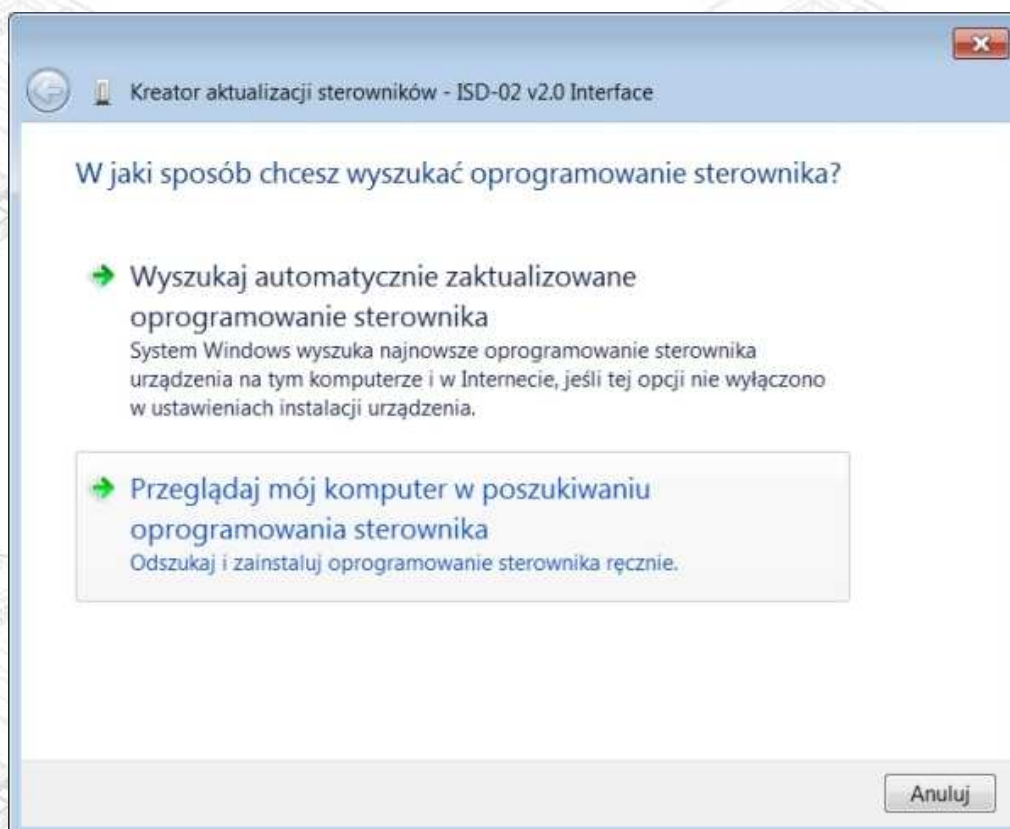 Kreator aktualizacji sterowników - ISD-02 v2.0 Interface
W jaki sposób chcesz wyszukać oprogramowanie sterownika?
Wyszukaj automatycznie zaktualizowane
oprogramowanie sterownika
System Windows wyszuka najnowsze oprogramowanie sterownika
urządzenia na tym komputerze i w Internecie, jeśli tej opcji nie wyłączono
w ustawieniach instalacji urządzenia.
Przeglądaj mój komputer w poszukiwaniu
oprogramowania sterownika
Odszukaj i zainstaluj oprogramowanie sterownika ręcznie.
Anuluj